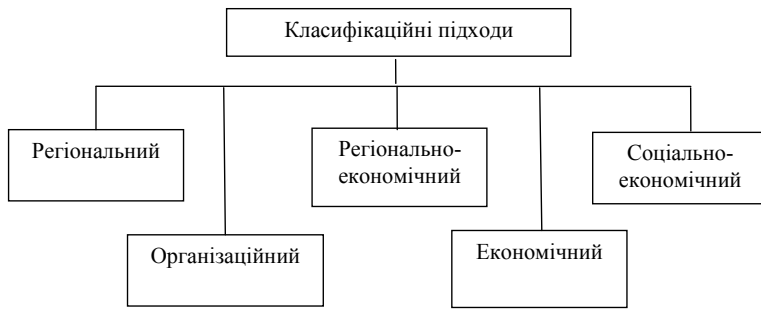 Класифікаційні підходи
Регіональний
Регіонально-
економічний
Соціально-
економічний
Організаційний
Економічний